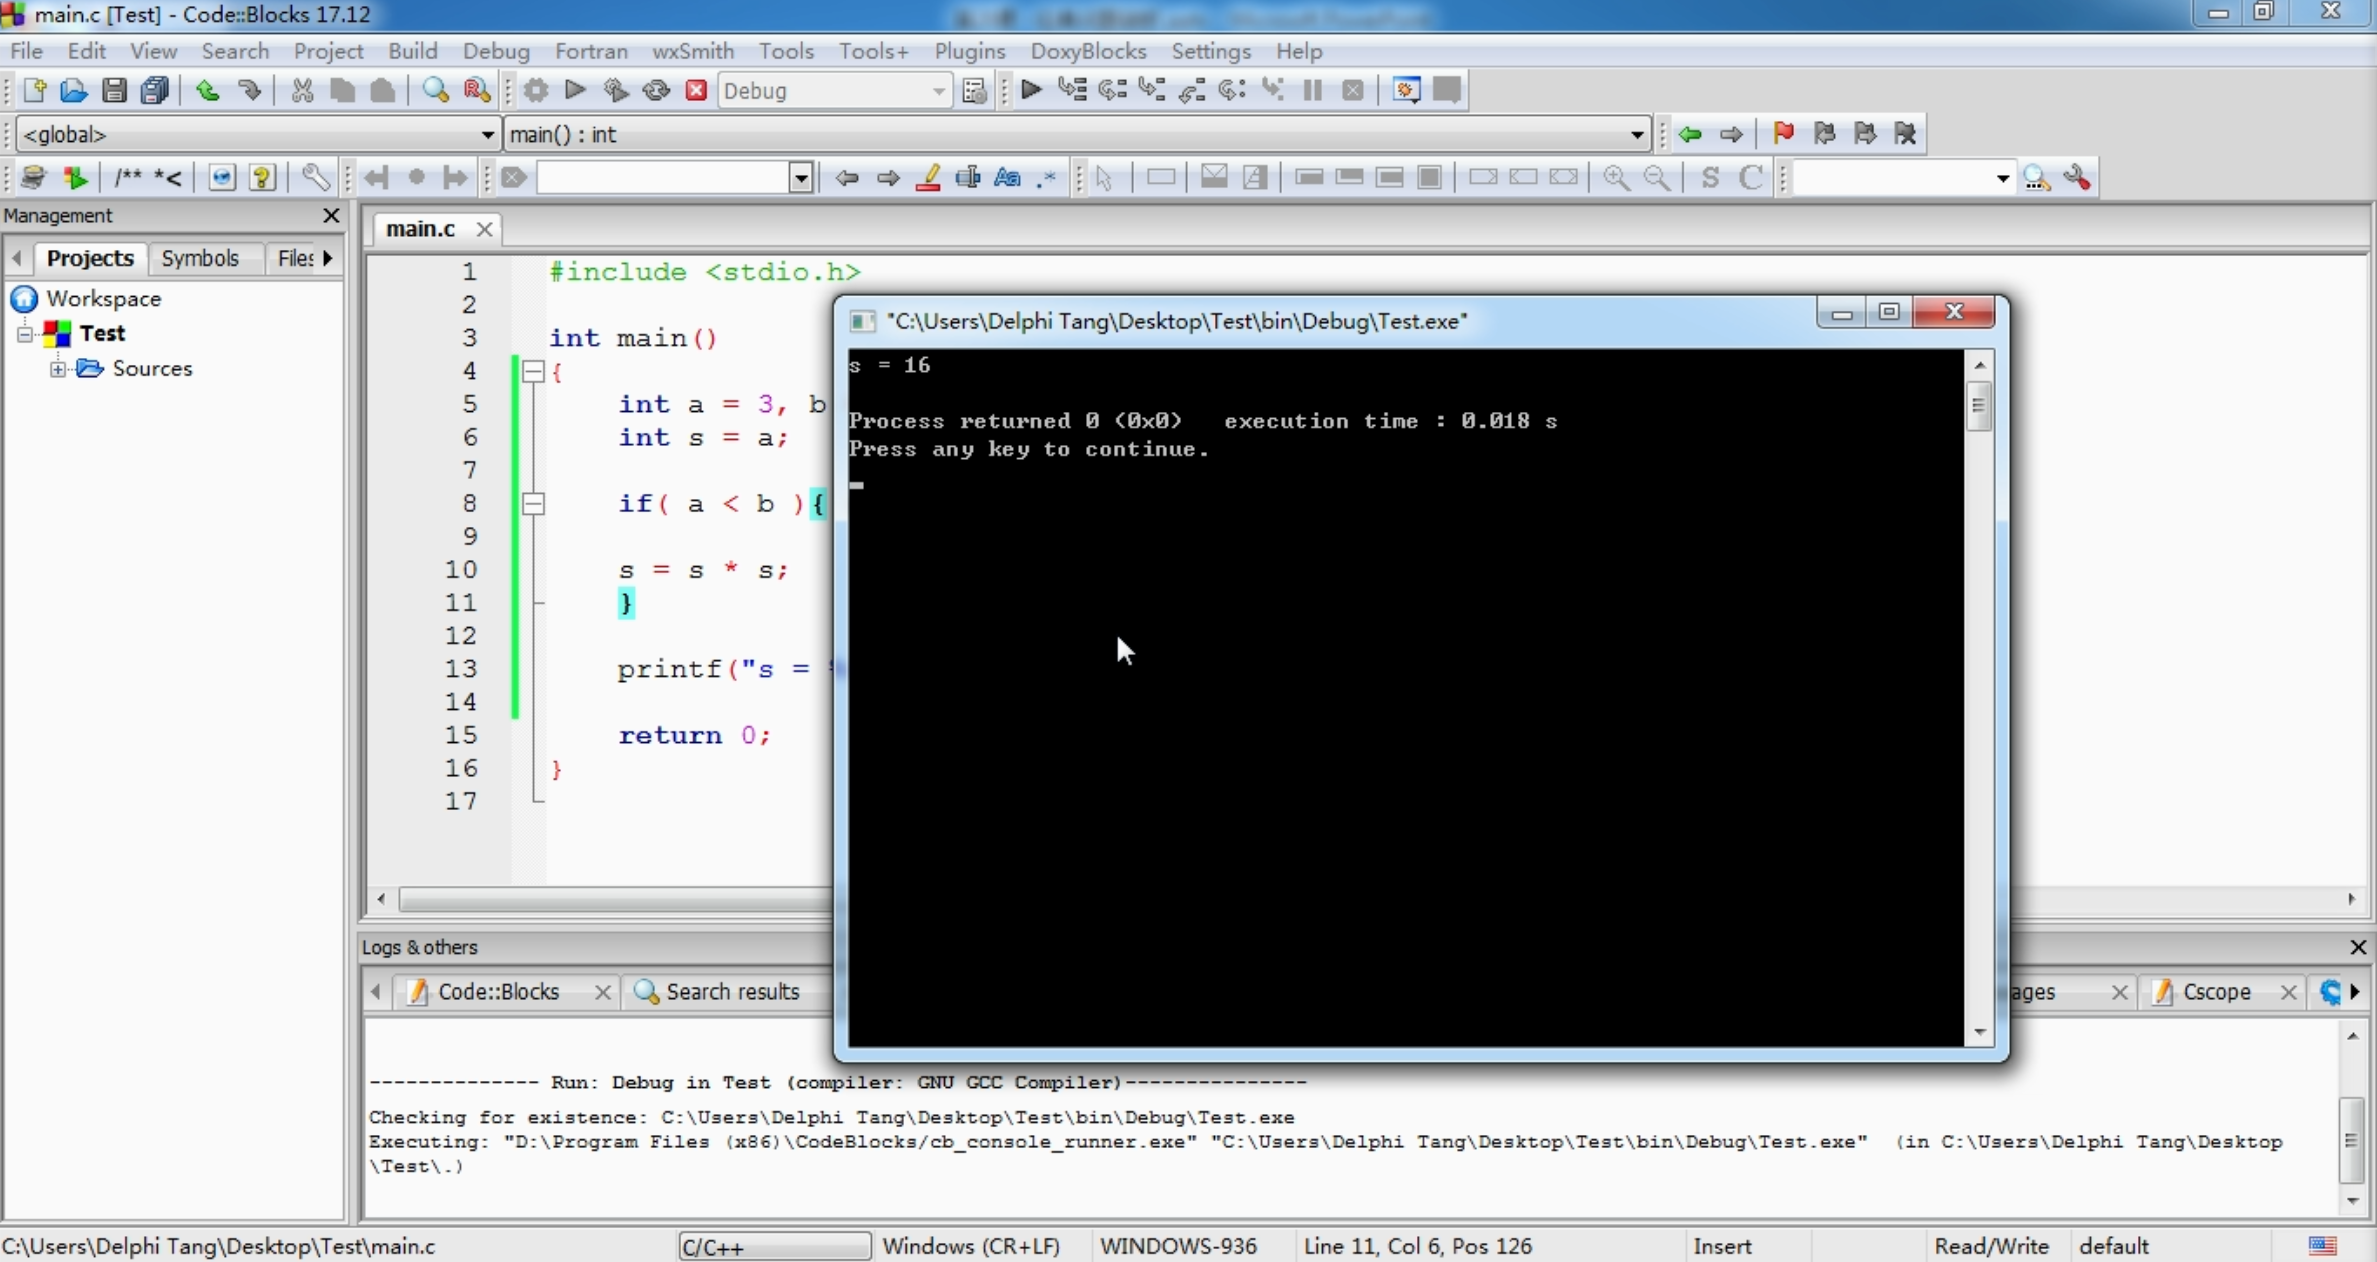 main.c [Test] - Code::Blocks 17.12
File Edit View Search Project Build Debug Fortran wxSmith Tools Tools+ Plugins DoxyBlocks Settings Help
Debug
<global> main() : int
/** *<
S C
Management
main.c
Projects Symbols Files
Workspace
Test
Sources
1 #include <stdio.h>
2
3 int main()
4 {
5 int a = 3, b
6 int s = a;
7
8 if( a < b ){
9
10 s = s * s;
11 }
12
13 printf("s =
14
15 return 0;
16 }
17
"C:\Users\Delphi Tang\Desktop\Test\bin\Debug\Test.exe"
s = 16
Process returned 0 (0x0) execution time : 0.018 s
Press any key to continue.
Logs & others
Code::Blocks Search results ages Cscope
-------------- Run: Debug in Test (compiler: GNU GCC Compiler)---------------
Checking for existence: C:\Users\Delphi Tang\Desktop\Test\bin\Debug\Test.exe
Executing: "D:\Program Files (x86)\CodeBlocks/cb_console_runner.exe" "C:\Users\Delphi Tang\Desktop\Test\bin\Debug\Test.exe" (in C:\Users\Delphi Tang\Desktop
\Test\.)
C:\Users\Delphi Tang\Desktop\Test\main.c C/C++ Windows (CR+LF) WINDOWS-936 Line 11, Col 6, Pos 126 Insert Read/Write default